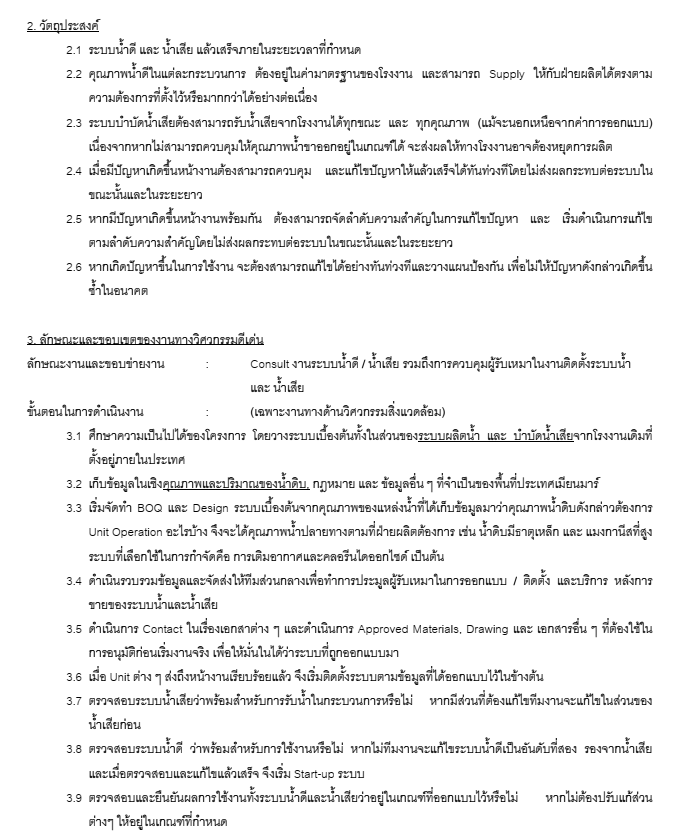 2. วัตถุประสงค์
2.1 ระบบน้ำดี และ น้ำเสีย แล้วเสร็จภายในระยะเวลาที่กำหนด
2.2 คุณภาพน้ำดีในแต่ละกระบวนการ ต้องอยู่ในค่ามาตรฐานของโรงงาน และสามารถ Supply ให้กับฝ่ายผลิตได้ตรงตาม
ความต้องการที่ตั้งไว้หรือมากกว่าได้อย่างต่อเนื่อง
2.3 ระบบบำบัดน้ำเสียต้องสามารถรับน้ำเสียจากโรงงานได้ทุกขณะ และ ทุกคุณภาพ (แม้จะนอกเหนือจากค่าการออกแบบ)
เนื่องจากหากไม่สามารถควบคุมให้คุณภาพน้ำขาออกอยู่ในเกณฑ์ได้ จะส่งผลให้ทางโรงงานอาจต้องหยุดการผลิต
2.4 เมื่อมีปัญหาเกิดขึ้นหน้างานต้องสามารถควบคุม และแก้ไขปัญหาให้แล้วเสร็จได้ทันท่วงทีโดยไม่ส่งผลกระทบต่อระบบใน
ขณะนั้นและในระยะยาว
2.5 หากมีปัญหาเกิดขึ้นหน้างานพร้อมกัน ต้องสามารถจัดลำดับความสำคัญในการแก้ไขปัญหา และ เริ่มดำเนินการแก้ไข
ตามลำดับความสำคัญโดยไม่ส่งผลกระทบต่อระบบในขณะนั้นและในระยะยาว
2.6 หากเกิดปัญหาขึ้นในการใช้งาน จะต้องสามารถแก้ไขได้อย่างทันท่วงทีและวางแผนป้องกัน เพื่อไม่ให้ปัญหาดังกล่าวเกิดขึ้น
ซ้ำในอนาคต
3. ลักษณะและขอบเขตของงานทางวิศวกรรมดีเด่น
ลักษณะงานและขอบข่ายงาน : Consult งานระบบน้ำดี / น้ำเสีย รวมถึงการควบคุมผู้รับเหมาในงานติดตั้งระบบน้ำ
และ น้ำเสีย
ขั้นตอนในการดำเนินงาน : (เฉพาะงานทางด้านวิศวกรรมสิ่งแวดล้อม)
3.1 ศึกษาความเป็นไปได้ของโครงการ โดยวางระบบเบื้องต้นทั้งในส่วนของระบบผลิตน้ำ และ บำบัดน้ำเสียจากโรงงานเดิมที่
ตั้งอยู่ภายในประเทศ
3.2 เก็บข้อมูลในเชิงคุณภาพและปริมาณของน้ำดิบ, กฎหมาย และ ข้อมูลอื่น ๆ ที่จำเป็นของพื้นที่ประเทศเมียนมาร์
3.3 เริ่มจัดทำ BOQ และ Design ระบบเบื้องต้นจากคุณภาพของแหล่งน้ำที่ได้เก็บข้อมูลมาว่าคุณภาพน้ำดิบดังกล่าวต้องการ
Unit Operation อะไรบ้าง จึงจะได้คุณภาพน้ำปลายทางตามที่ฝ่ายผลิตต้องการ เช่น น้ำดิบมีธาตุเหล็ก และ แมงกานีสที่สูง
ระบบที่เลือกใช้ในการกำจัดคือ การเติมอากาศและคลอรีนไดออกไซด์ เป็นต้น
3.4 ดำเนินรวบรวมข้อมูลและจัดส่งให้ทีมส่วนกลางเพื่อทำการประมูลผู้รับเหมาในการออกแบบ / ติดตั้ง และบริการ หลังการ
ขายของระบบน้ำและน้ำเสีย
3.5 ดำเนินการ Contact ในเรื่องเอกสาต่าง ๆ และดำเนินการ Approved Materials, Drawing และ เอกสารอื่น ๆ ที่ต้องใช้ใน
การอนุมัติก่อนเริ่มงานจริง เพื่อให้มั่นใด้ว่าระบบที่ถูกออกแบบมา
3.6 เมื่อ Unit ต่าง ๆ ส่งถึงหน้างานเรียบร้อยแล้ว จึงเริ่มติดตั้งระบบตามข้อมูลที่ได้ออกแบบไว้ในข้างต้น
3.7 ตรวจสอบระบบน้ำเสียว่าพร้อมสำหรับการรับน้ำในกระบวนการหรือไม่ หากมีส่วนที่ต้องแก้ไขทีมงานจะแก้ไขในส่วนของ
น้ำเสียก่อน
3.8 ตรวจสอบระบบน้ำดี ว่าพร้อมสำหรับการใช้งานหรือไม่ หากไม่ทีมงานจะแก้ไขระบบน้ำดีเป็นอันดับที่สอง รองจากน้ำเสีย
และเมื่อตรวจสอบและแก้ไขแล้วเสร็จ จึงเริ่ม Start-up ระบบ
3.9 ตรวจสอบและยืนยันผลการใช้งานทั้งระบบน้ำดีและน้ำเสียว่าอยู่ในเกณฑ์ที่ออกแบบไว้หรือไม่ หากไม่ต้องปรับแก้ส่วน
ต่างๆ ให้อยู่ในเกณฑ์ที่กำหนด